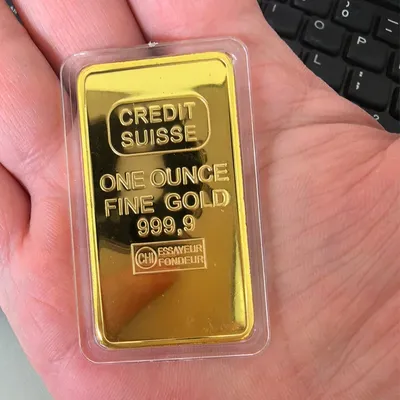 CREDIT
SUISSE
ONE OUNCE
FINE GOLD
999,9
CHI ESSAYEUR
FONDEUR